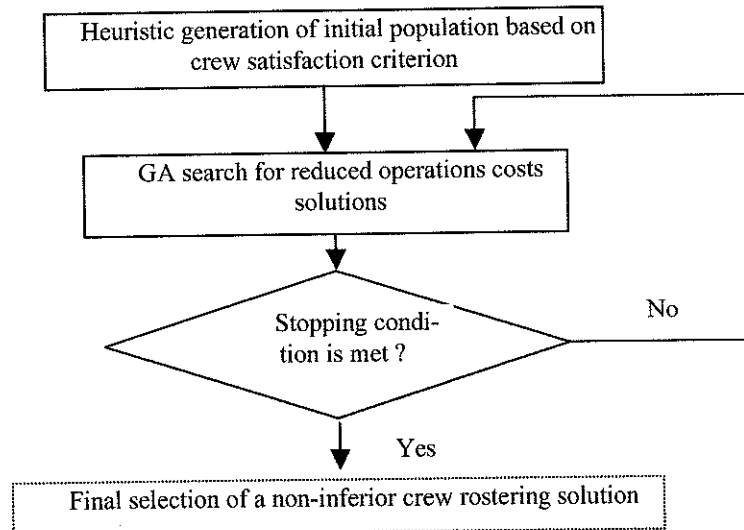 Heuristic generation of initial population based on
crew satisfaction criterion
GA search for reduced operations costs
solutions
Stopping condi-
tion is met ?
No
Yes
Final selection of a non-inferior crew rostering solution